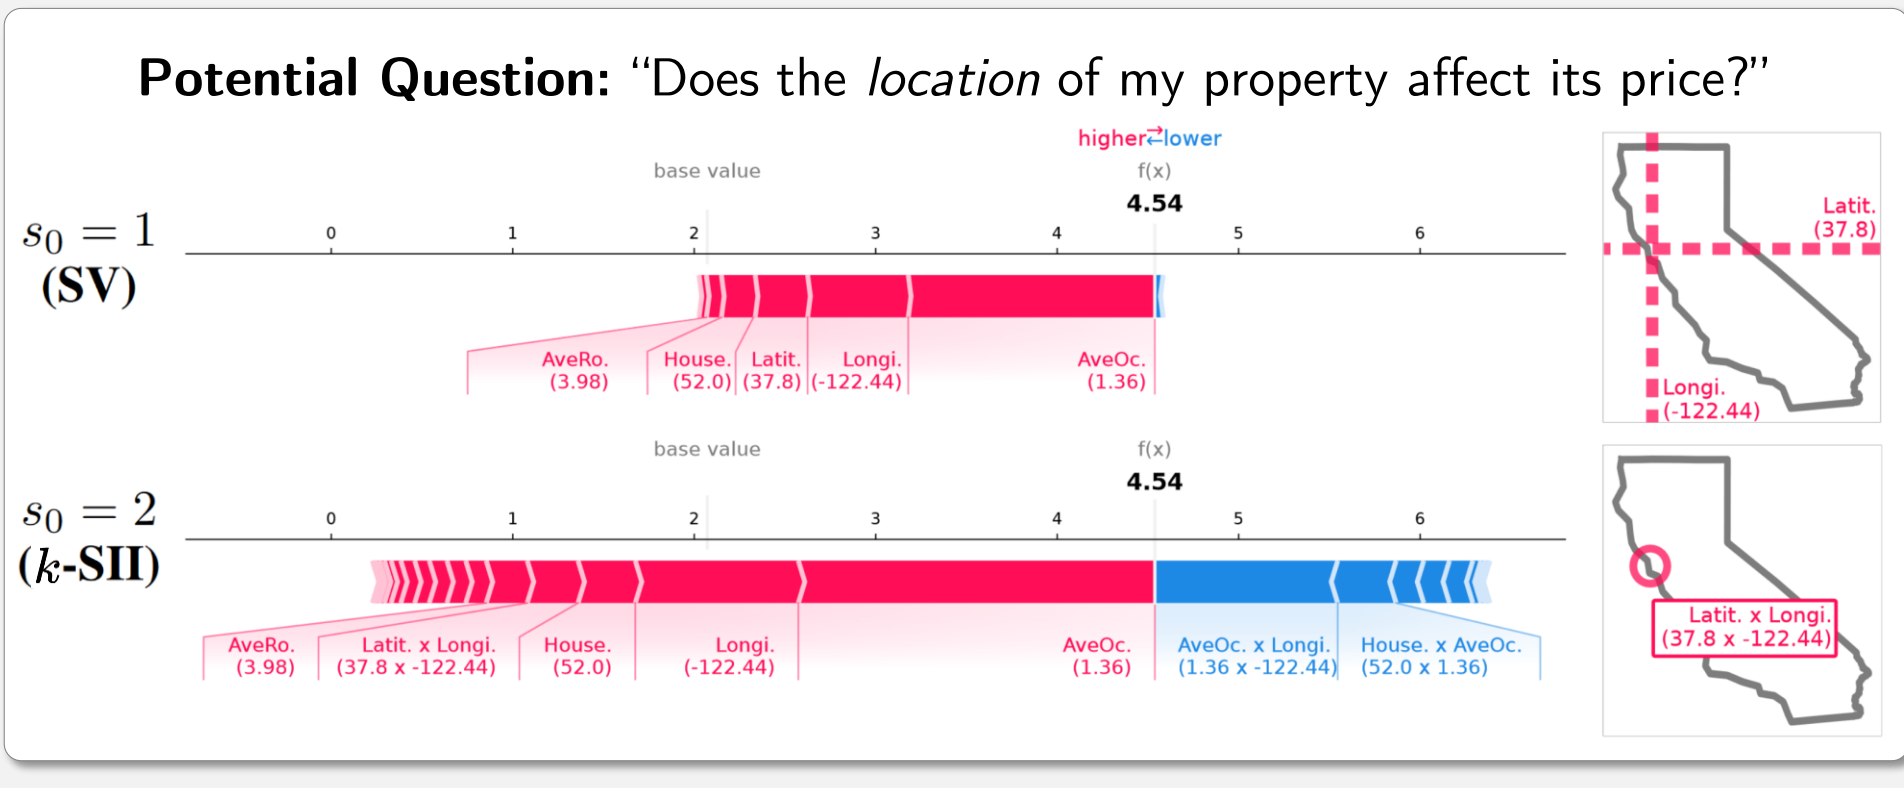 Potential Question: “Does the location of my property affect its price?”
higher⇄lower
base value
f(x)
4.54
s₀ = 1
(SV)
0 1 2 3 4 5 6
AveRo.
(3.98)
House.
(52.0)
Latit.
(37.8)
Longi.
(-122.44)
AveOc.
(1.36)
Latit.
(37.8)
Longi.
(-122.44)
base value
f(x)
4.54
s₀ = 2
(k-SII)
0 1 2 3 4 5 6
AveRo.
(3.98)
Latit. x Longi.
(37.8 x -122.44)
House.
(52.0)
Longi.
(-122.44)
AveOc.
(1.36)
AveOc. x Longi.
(1.36 x -122.44)
House. x AveOc.
(52.0 x 1.36)
Latit. x Longi.
(37.8 x -122.44)